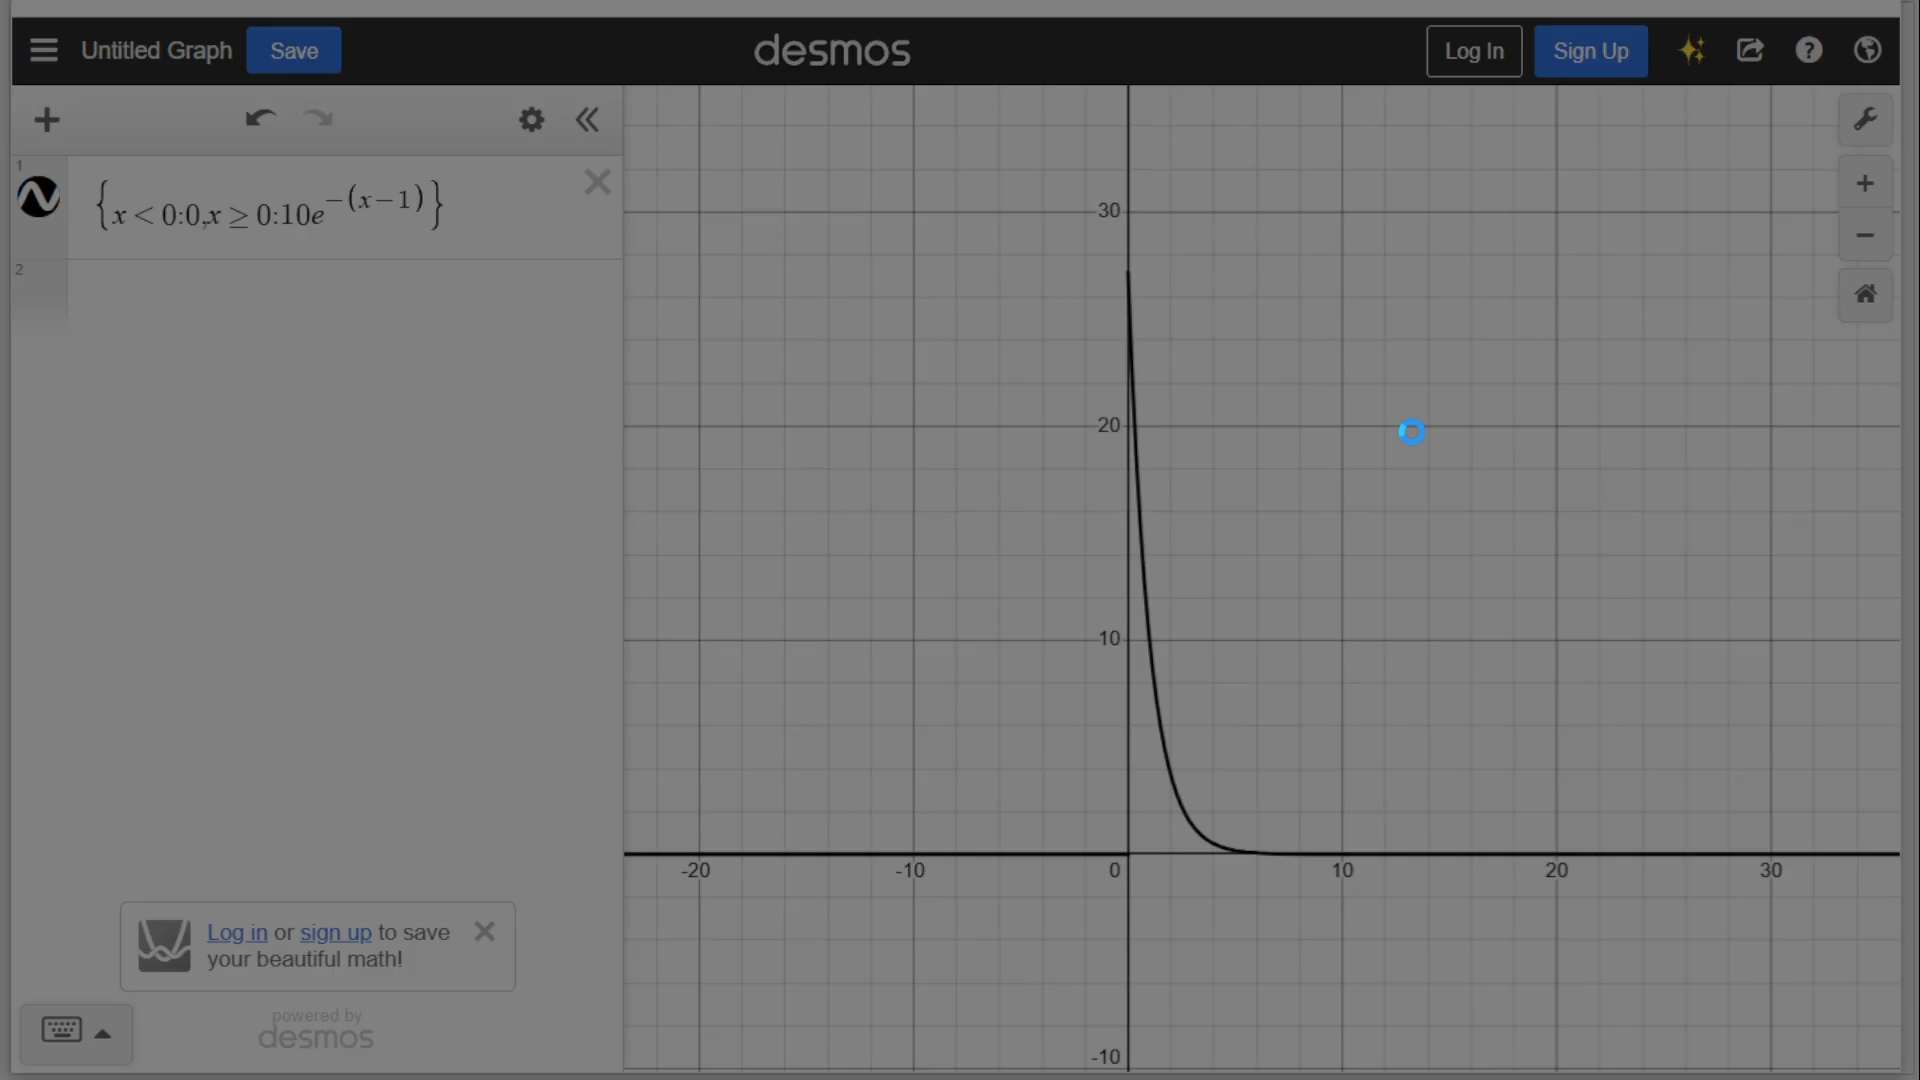 Untitled Graph Save desmos Log In Sign Up
1
{x < 0:0,x ≥ 0:10e^{-(x-1)}}
2
30
20
10
-20 -10 0 10 20 30
-10
Log in or sign up to save
your beautiful math!
powered by
desmos